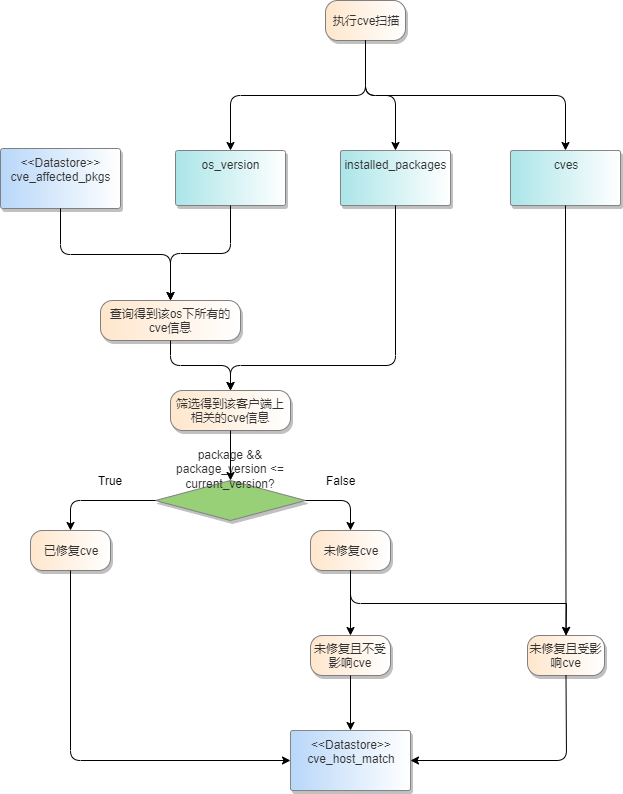 执行cve扫描
<<Datastore>>
cve_affected_pkgs
os_version
installed_packages
cves
查询得到该os下所有的
cve信息
筛选得到该客户端上
相关的cve信息
package &&
package_version <=
current_version?
True
False
已修复cve
未修复cve
未修复且不受
影响cve
未修复且受影
响cve
<<Datastore>>
cve_host_match